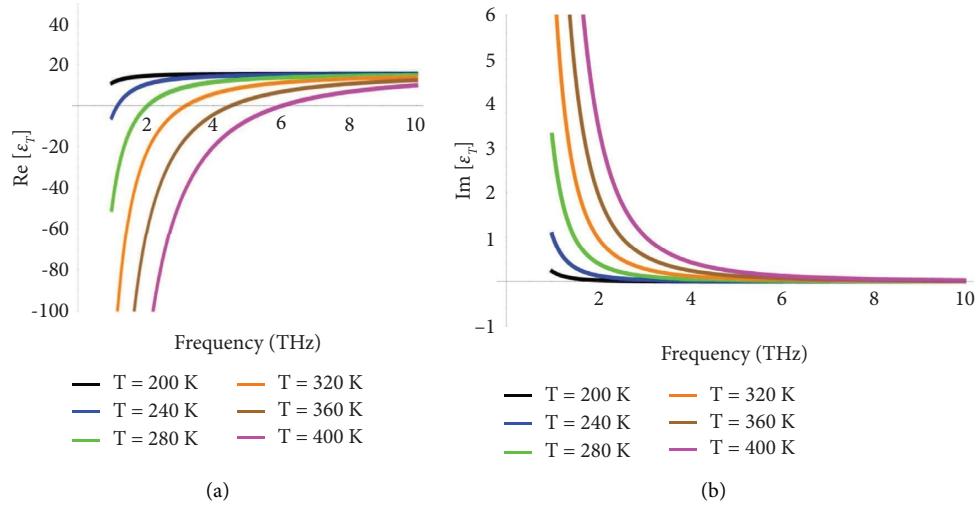 40
20
-20
-40
-60
-80
-100
2
4
6
8
10
Re [εT]
Frequency (THz)
T = 200 K
T = 320 K
T = 240 K
T = 360 K
T = 280 K
T = 400 K
(a)
6
5
4
3
2
1
−1
2
4
6
8
10
Im [εT]
Frequency (THz)
T = 200 K
T = 320 K
T = 240 K
T = 360 K
T = 280 K
T = 400 K
(b)